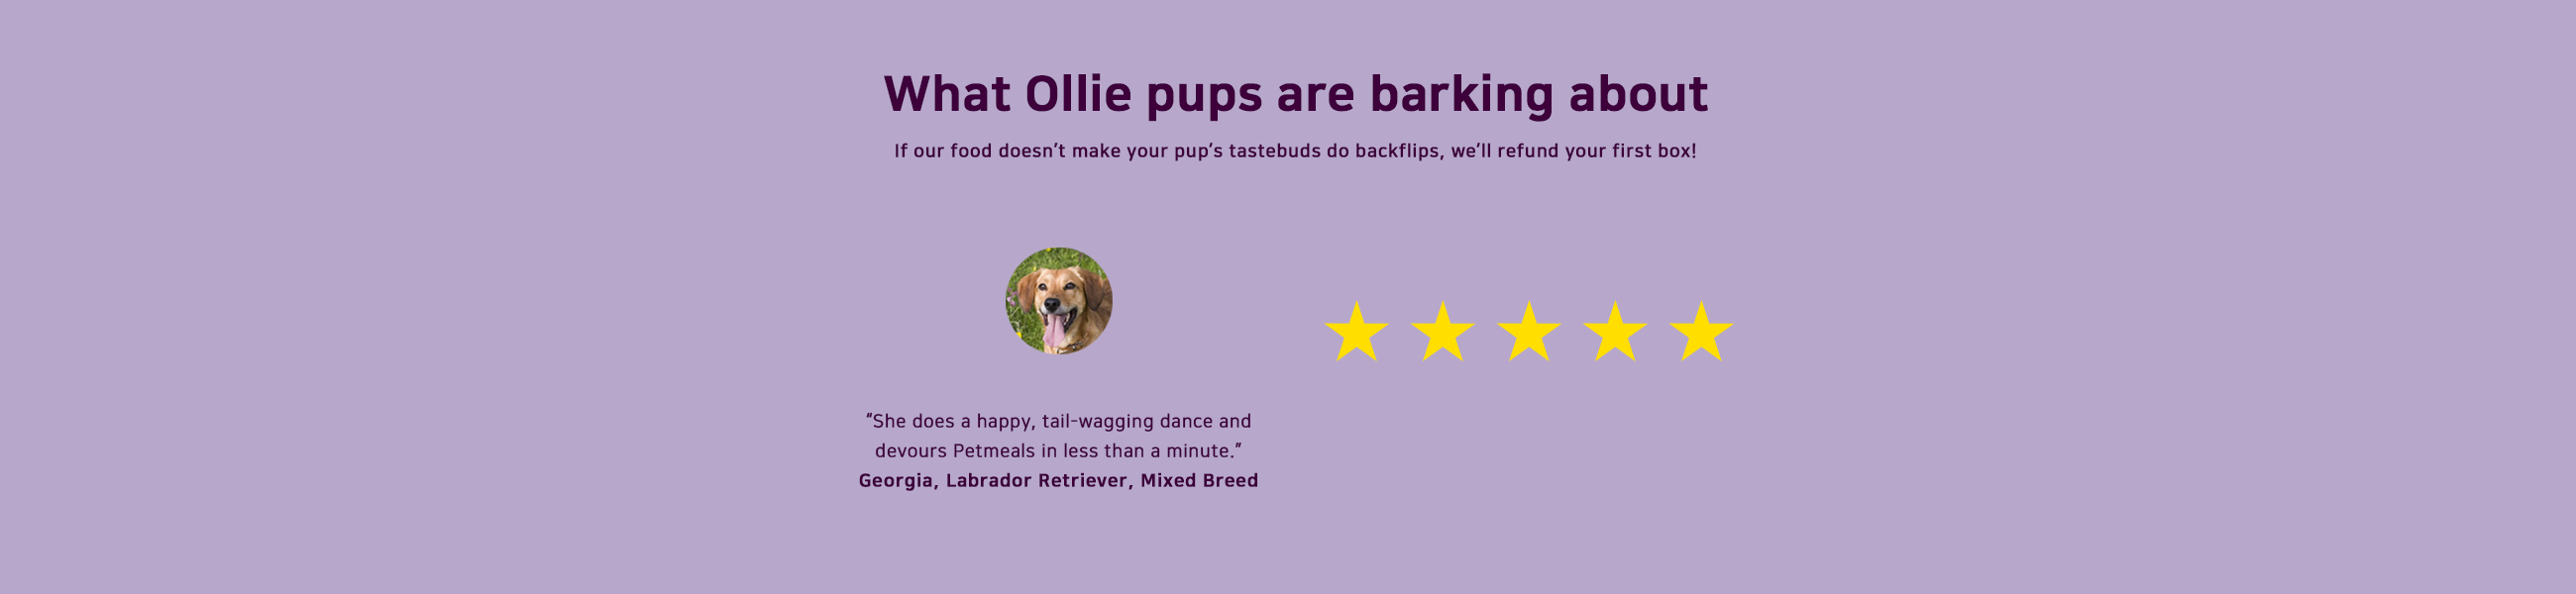 What Ollie pups are barking about
If our food doesn’t make your pup’s tastebuds do backflips, we’ll refund your first box!
“She does a happy, tail-wagging dance and
devours Petmeals in less than a minute.”
Georgia, Labrador Retriever, Mixed Breed